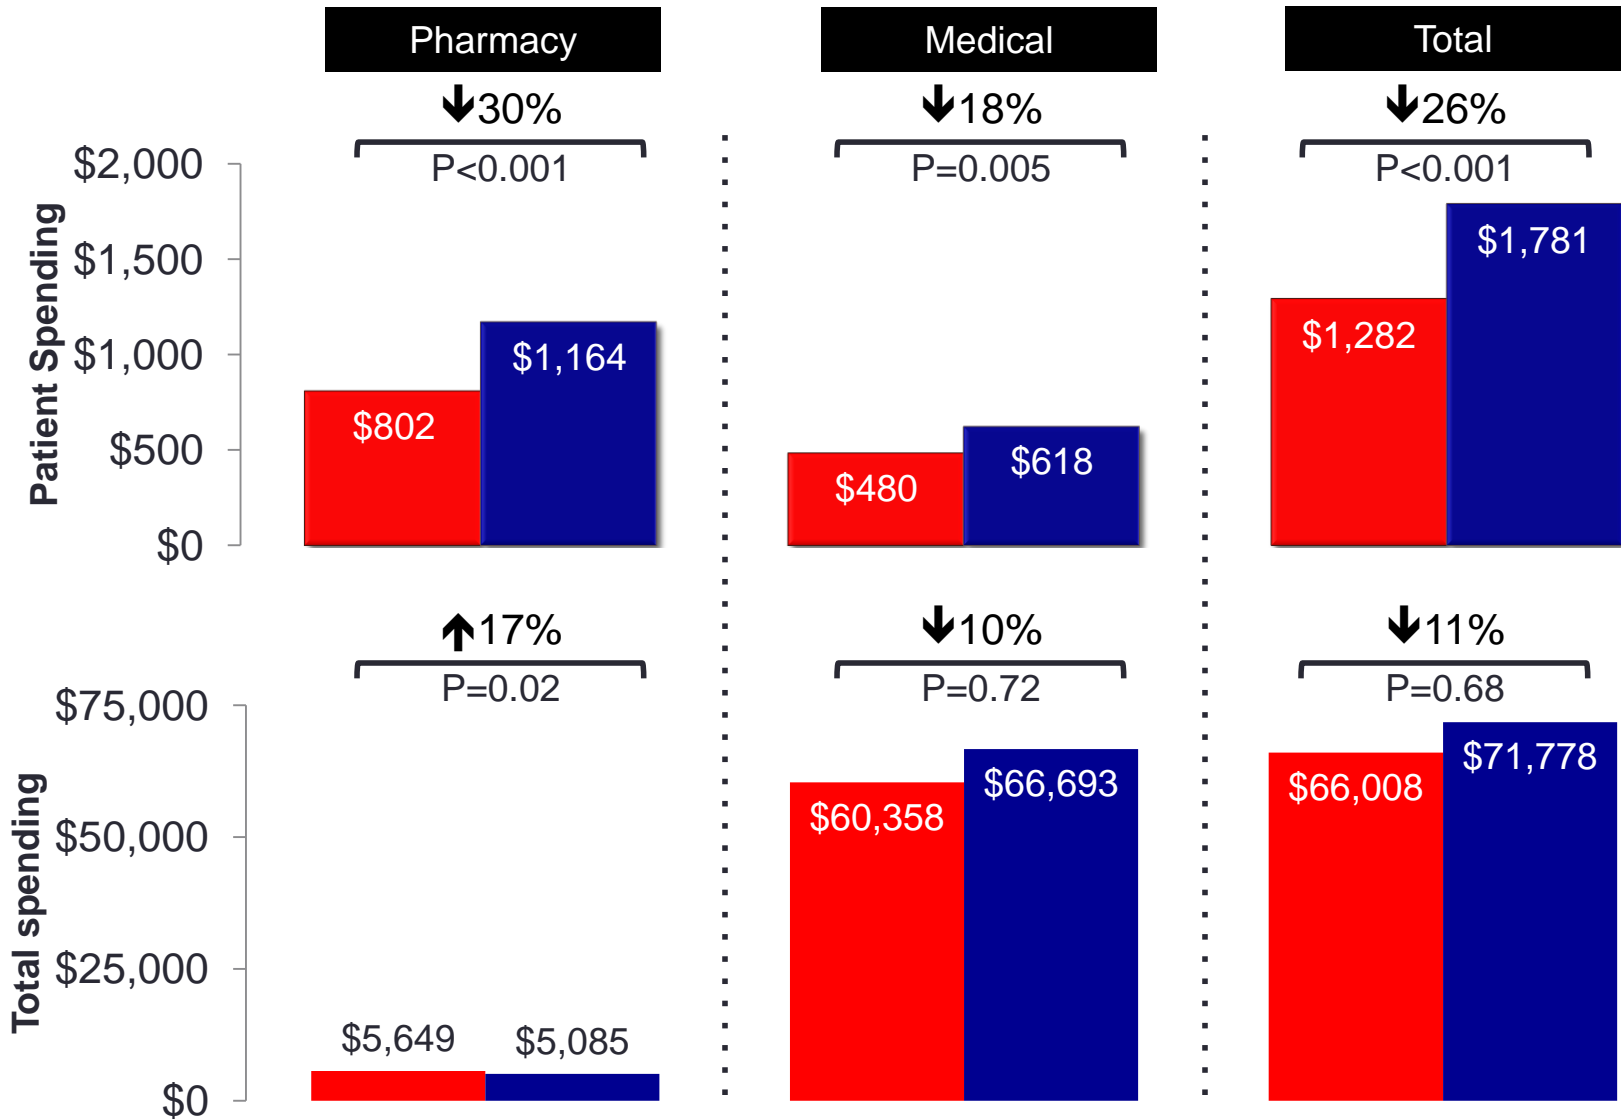 Pharmacy
Medical
Total
↓30%
↓18%
↓26%
P<0.001
P=0.005
P<0.001
Patient Spending
$2,000
$1,500
$1,000
$500
$0
$802
$1,164
$480
$618
$1,282
$1,781
↑17%
↓10%
↓11%
P=0.02
P=0.72
P=0.68
Total spending
$75,000
$50,000
$25,000
$0
$5,649
$5,085
$60,358
$66,693
$66,008
$71,778